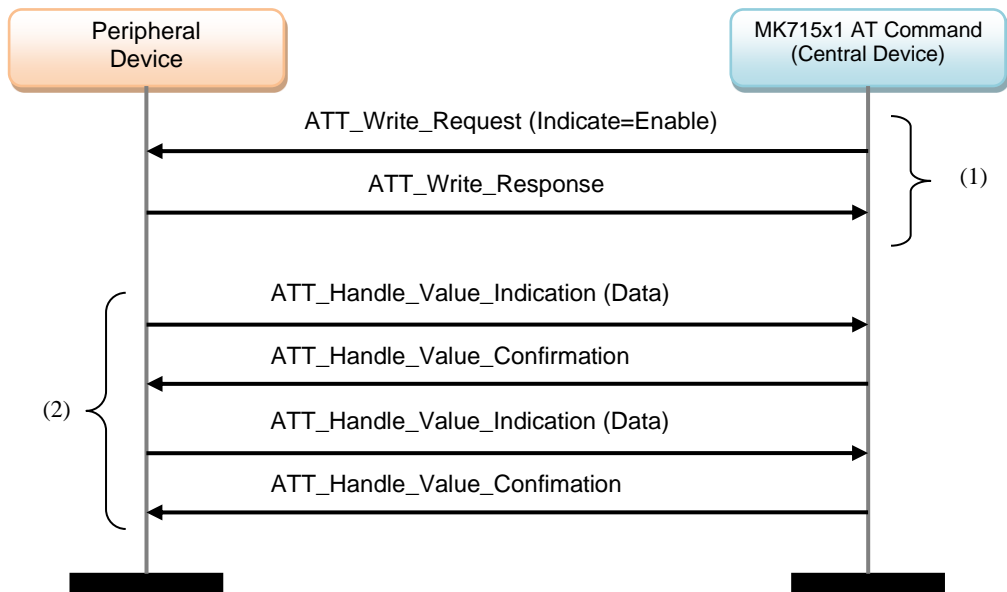 Peripheral
Device
MK715x1 AT Command
(Central Device)
ATT_Write_Request (Indicate=Enable)
(1)
ATT_Write_Response
ATT_Handle_Value_Indication (Data)
ATT_Handle_Value_Confirmation
(2)
ATT_Handle_Value_Indication (Data)
ATT_Handle_Value_Confimation